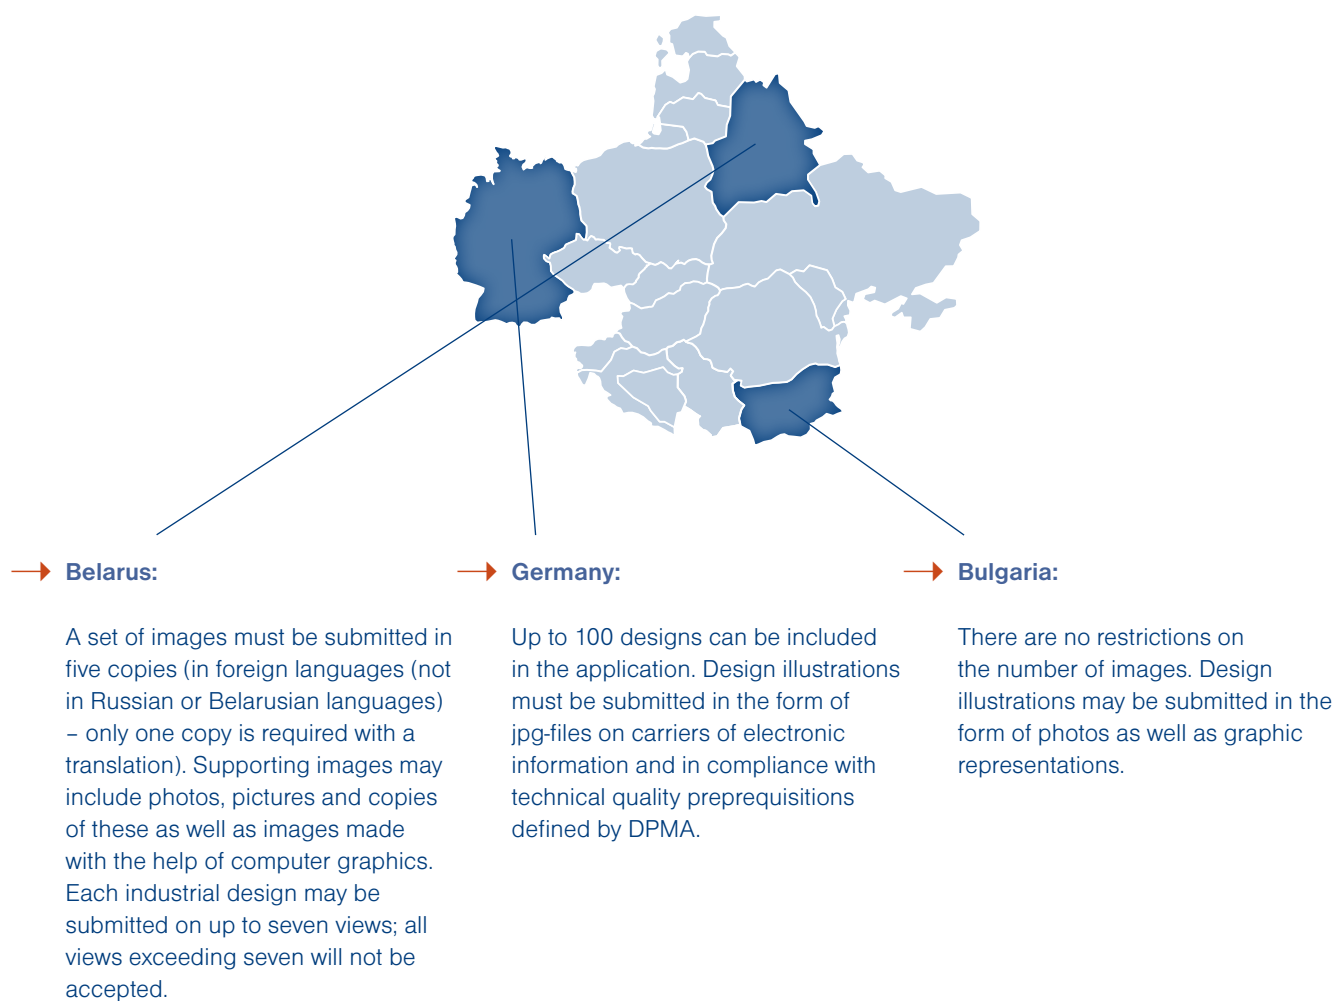 Belarus:
A set of images must be submitted in
five copies (in foreign languages (not
in Russian or Belarusian languages)
– only one copy is required with a
translation). Supporting images may
include photos, pictures and copies
of these as well as images made
with the help of computer graphics.
Each industrial design may be
submitted on up to seven views; all
views exceeding seven will not be
accepted.
Germany:
Up to 100 designs can be included
in the application. Design illustrations
must be submitted in the form of
jpg-files on carriers of electronic
information and in compliance with
technical quality preprequisitions
defined by DPMA.
Bulgaria:
There are no restrictions on
the number of images. Design
illustrations may be submitted in the
form of photos as well as graphic
representations.